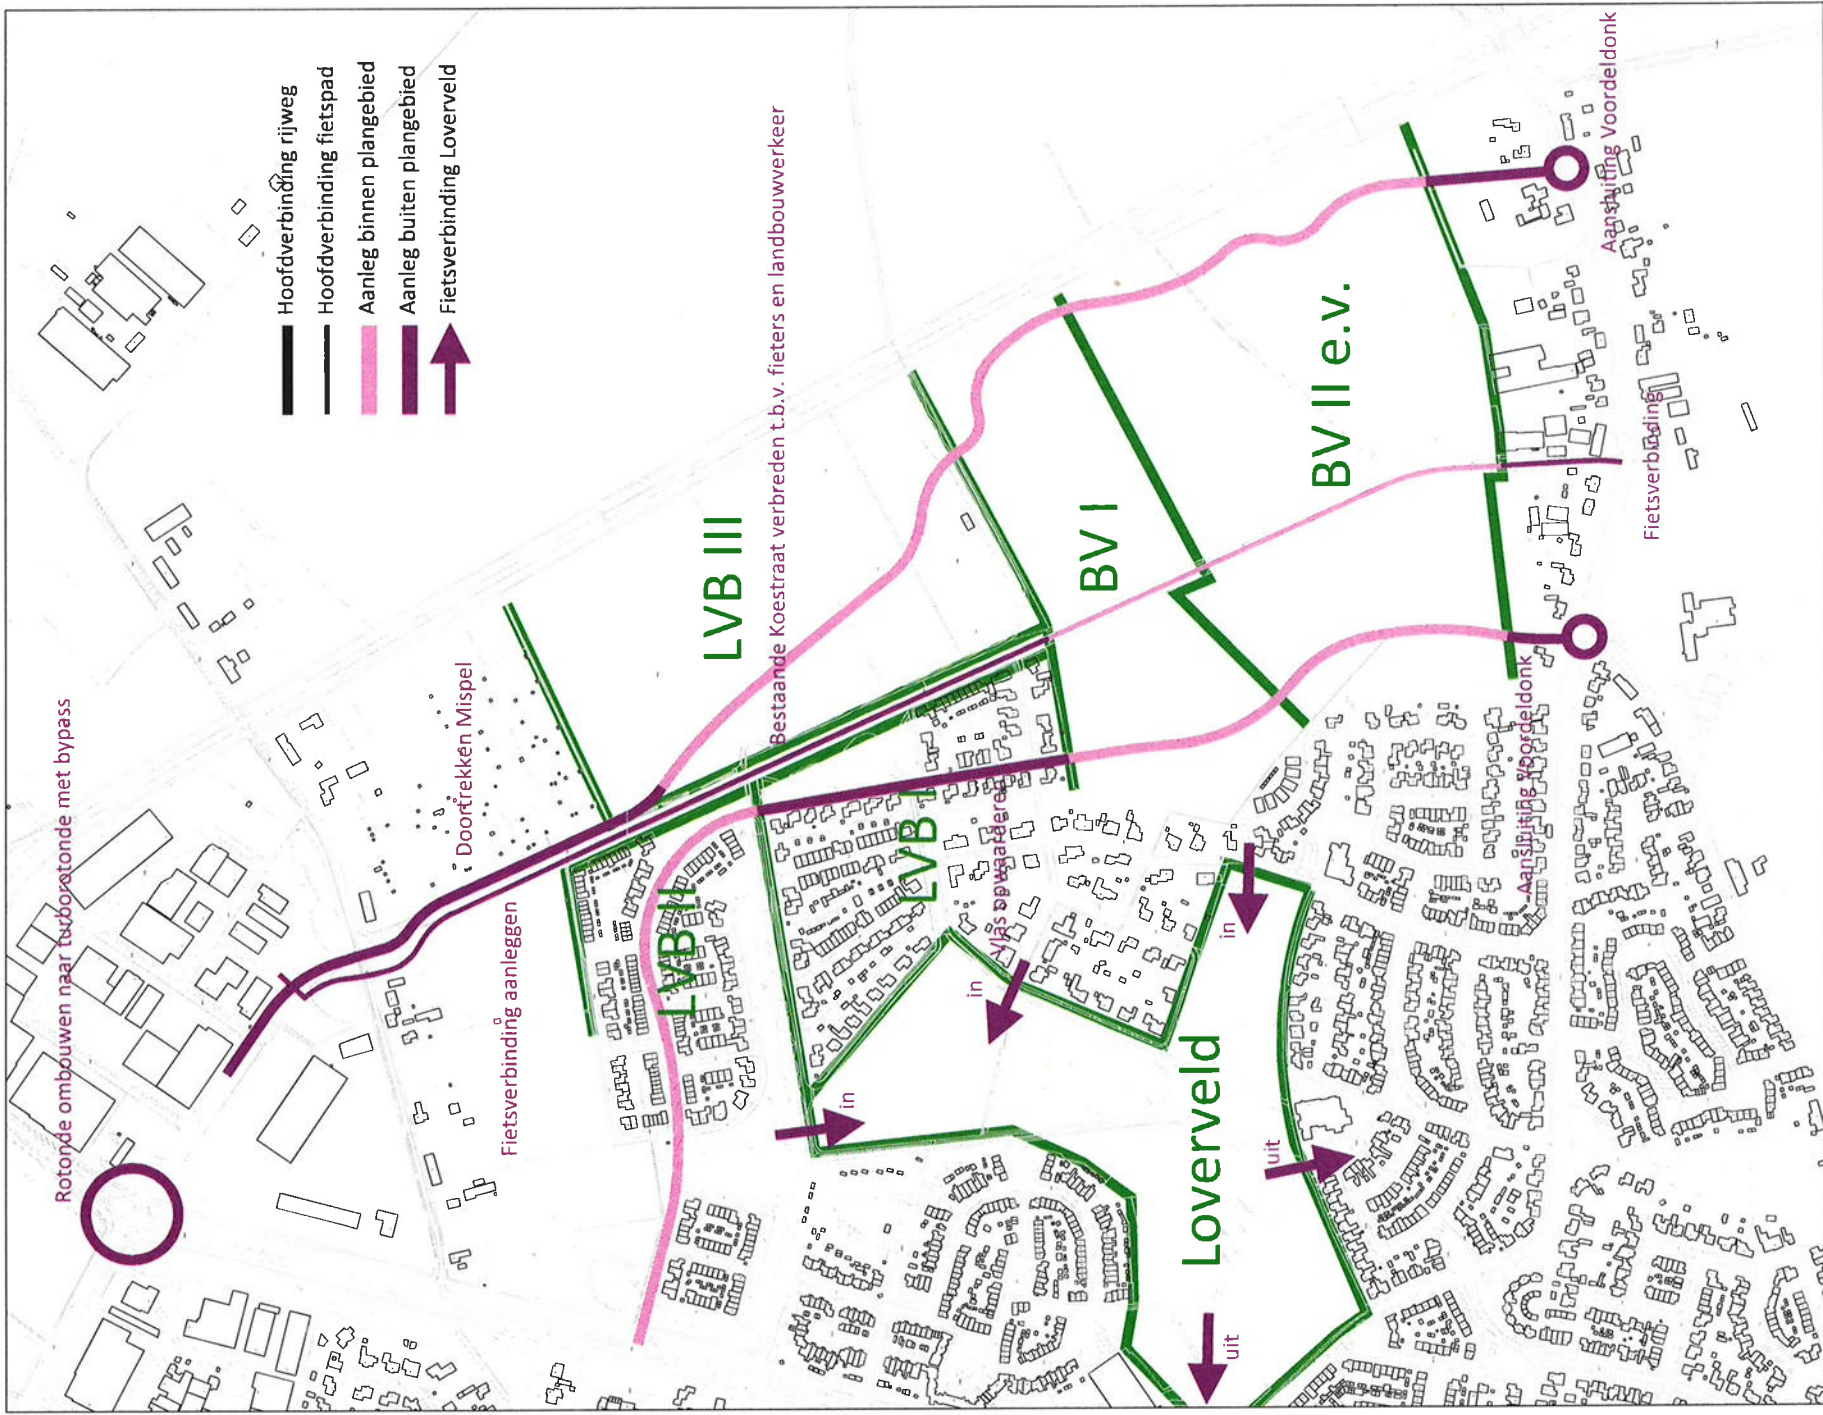 Hoofdverbinding rijweg
Hoofdverbinding fietspad
Aanleg binnen plangebied
Aanleg buiten plangebied
Fietsverbinding Loverveld
Rotonde ombouwen naar turborotonde met bypass
Doortrekken Mispel
Fietsverbinding aanleggen
LVB III
Bestaande Koestraat verbreden t.b.v. fieters en landbouwverkeer
LVB II
LVB I
Vlas opwaarderen
BV I
BV II e.v.
Loverveld
in
in
in
uit
uit
Aansluiting Voordeldonk
Fietsverbinding
Aansluiting Voordeldonk